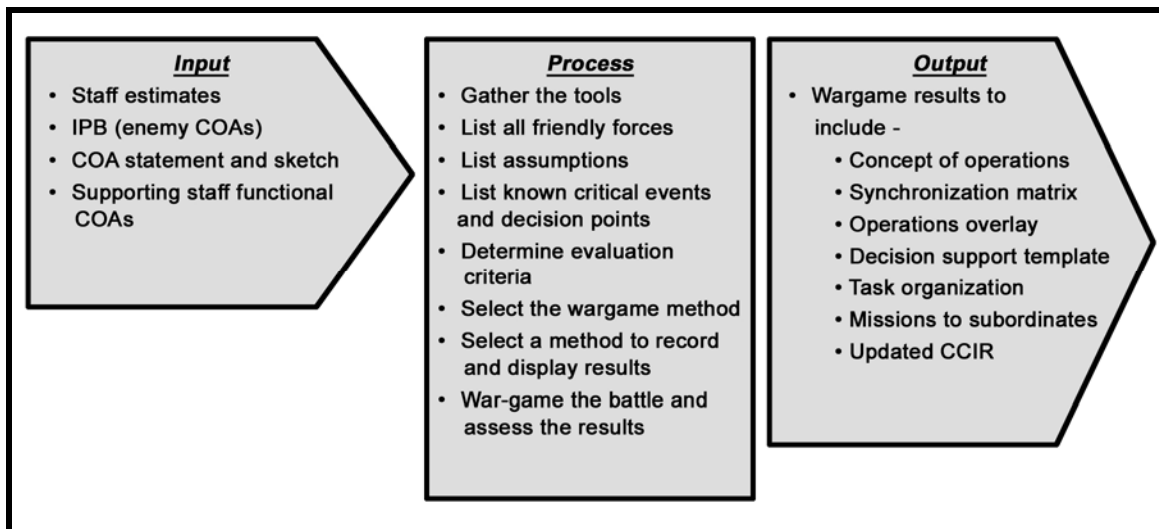 Input
• Staff estimates
• IPB (enemy COAs)
• COA statement and sketch
• Supporting staff functional
COAs
Process
• Gather the tools
• List all friendly forces
• List assumptions
• List known critical events
and decision points
• Determine evaluation
criteria
• Select the wargame method
• Select a method to record
and display results
• War-game the battle and
assess the results
Output
• Wargame results to
include -
• Concept of operations
• Synchronization matrix
• Operations overlay
• Decision support template
• Task organization
• Missions to subordinates
• Updated CCIR